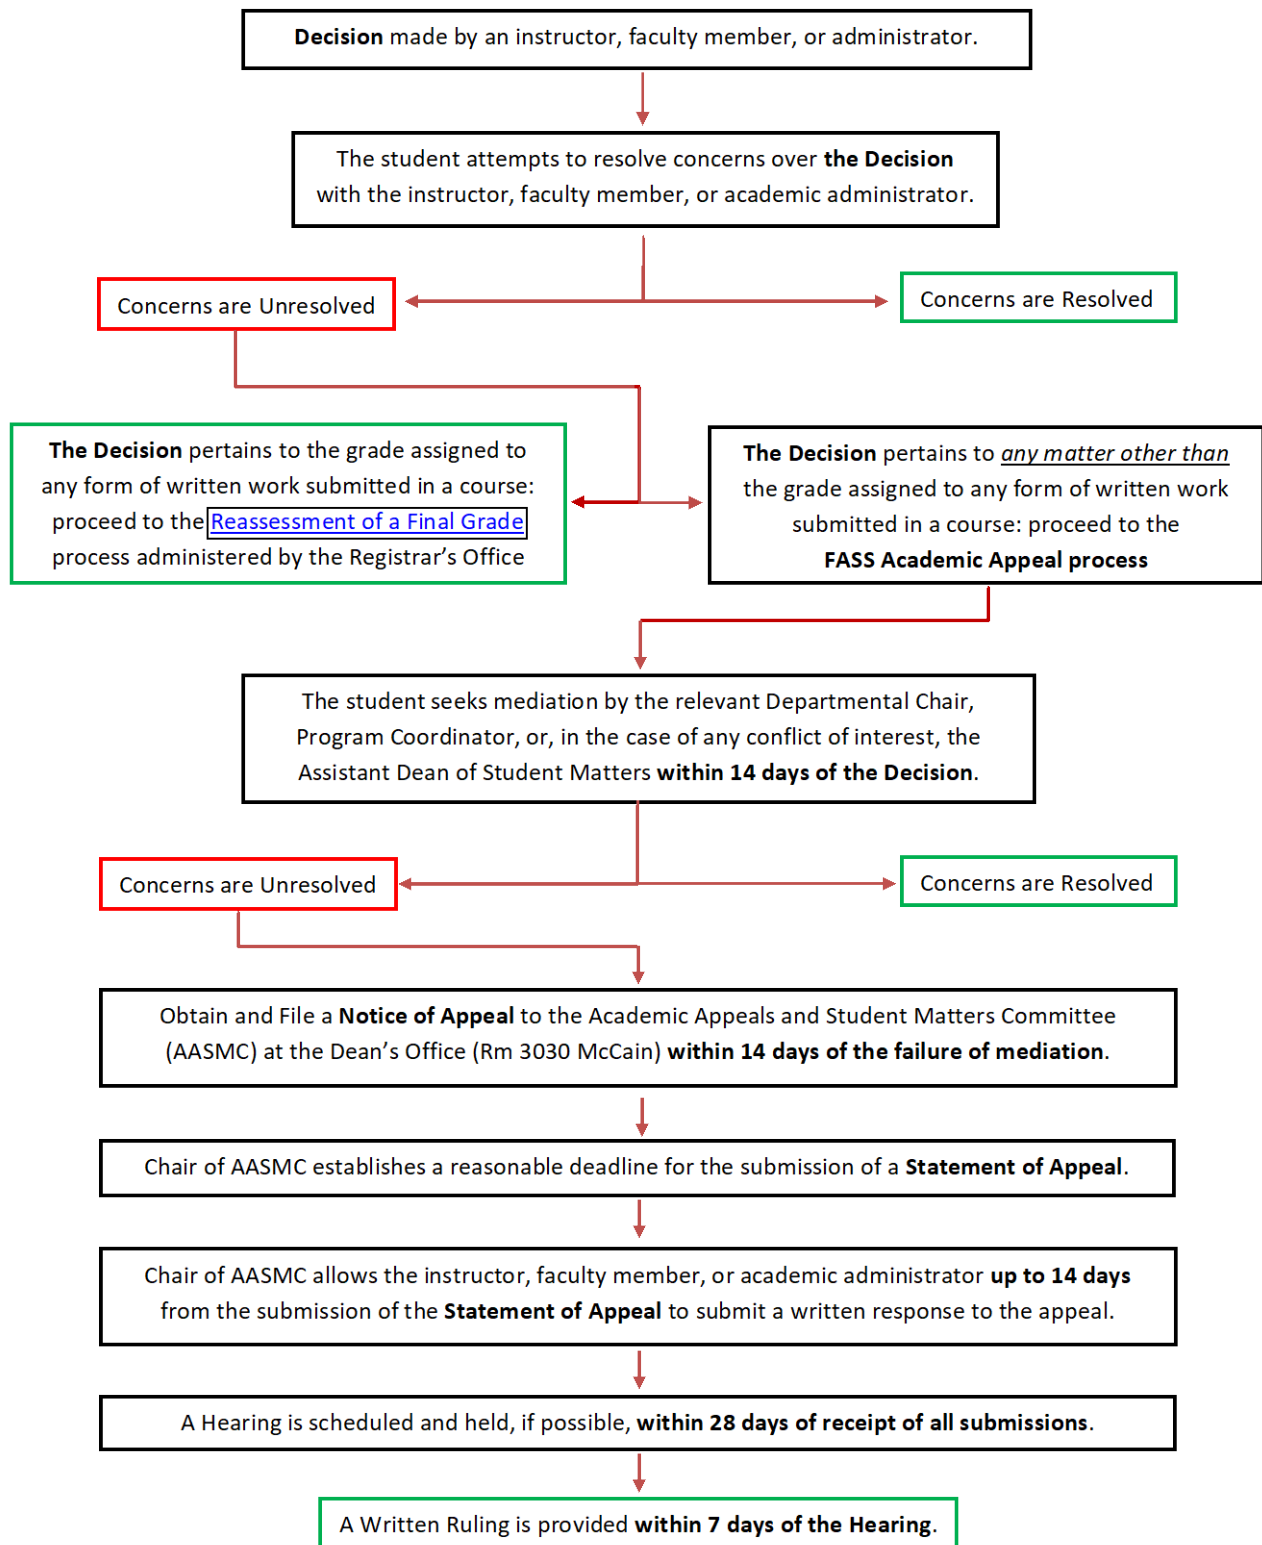 Decision made by an instructor, faculty member, or administrator.
The student attempts to resolve concerns over the Decision
with the instructor, faculty member, or academic administrator.
Concerns are Unresolved
Concerns are Resolved
The Decision pertains to the grade assigned to
any form of written work submitted in a course:
proceed to the Reassessment of a Final Grade
process administered by the Registrar’s Office
The Decision pertains to any matter other than
the grade assigned to any form of written work
submitted in a course: proceed to the
FASS Academic Appeal process
The student seeks mediation by the relevant Departmental Chair,
Program Coordinator, or, in the case of any conflict of interest, the
Assistant Dean of Student Matters within 14 days of the Decision.
Concerns are Unresolved
Concerns are Resolved
Obtain and File a Notice of Appeal to the Academic Appeals and Student Matters Committee
(AASMC) at the Dean’s Office (Rm 3030 McCain) within 14 days of the failure of mediation.
Chair of AASMC establishes a reasonable deadline for the submission of a Statement of Appeal.
Chair of AASMC allows the instructor, faculty member, or academic administrator up to 14 days
from the submission of the Statement of Appeal to submit a written response to the appeal.
A Hearing is scheduled and held, if possible, within 28 days of receipt of all submissions.
A Written Ruling is provided within 7 days of the Hearing.